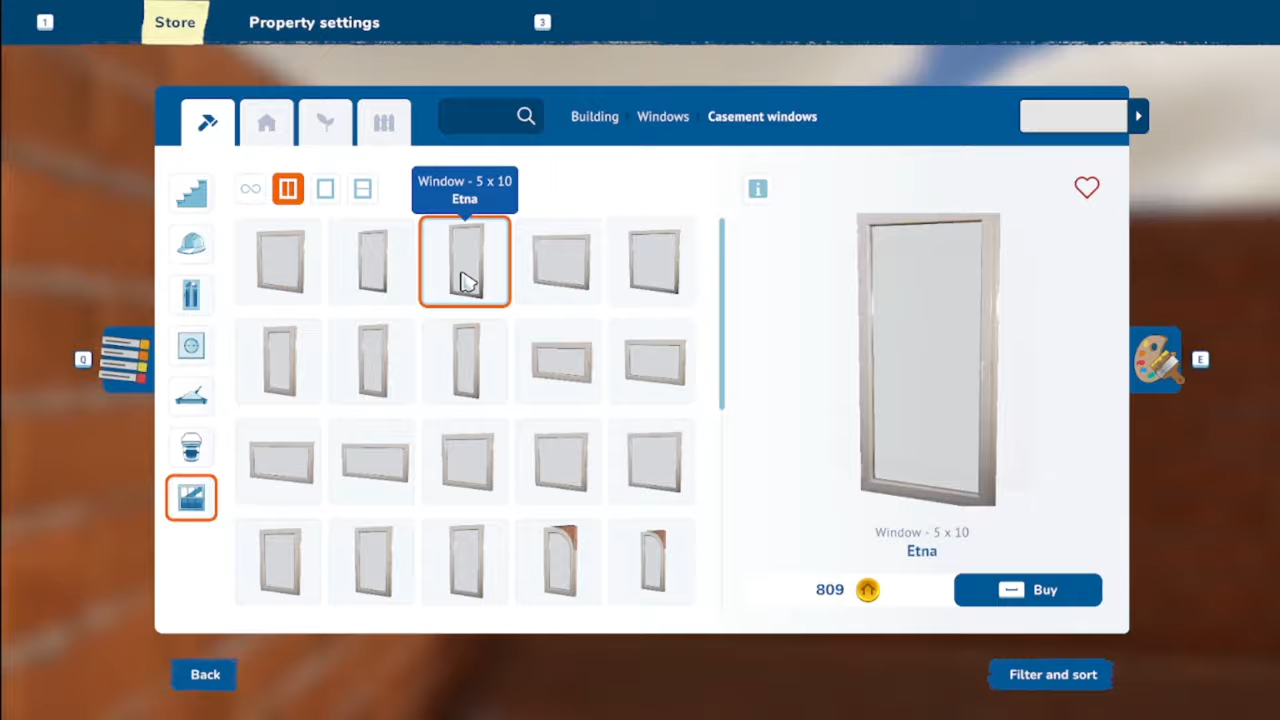 1
Store
Property settings
3
Building
Windows
Casement windows
Window - 5 x 10
Etna
Q
E
Window - 5 x 10
Etna
809
Buy
Back
Filter and sort